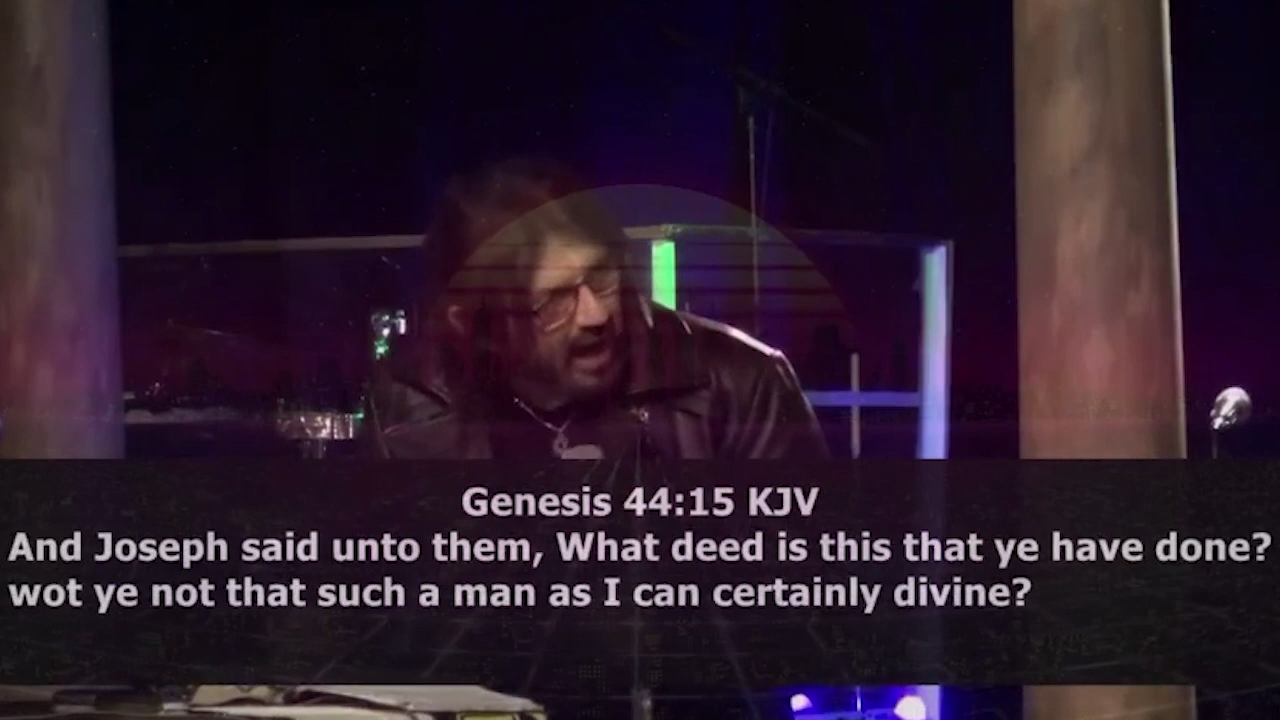 Genesis 44:15 KJV
And Joseph said unto them, What deed is this that ye have done?
wot ye not that such a man as I can certainly divine?